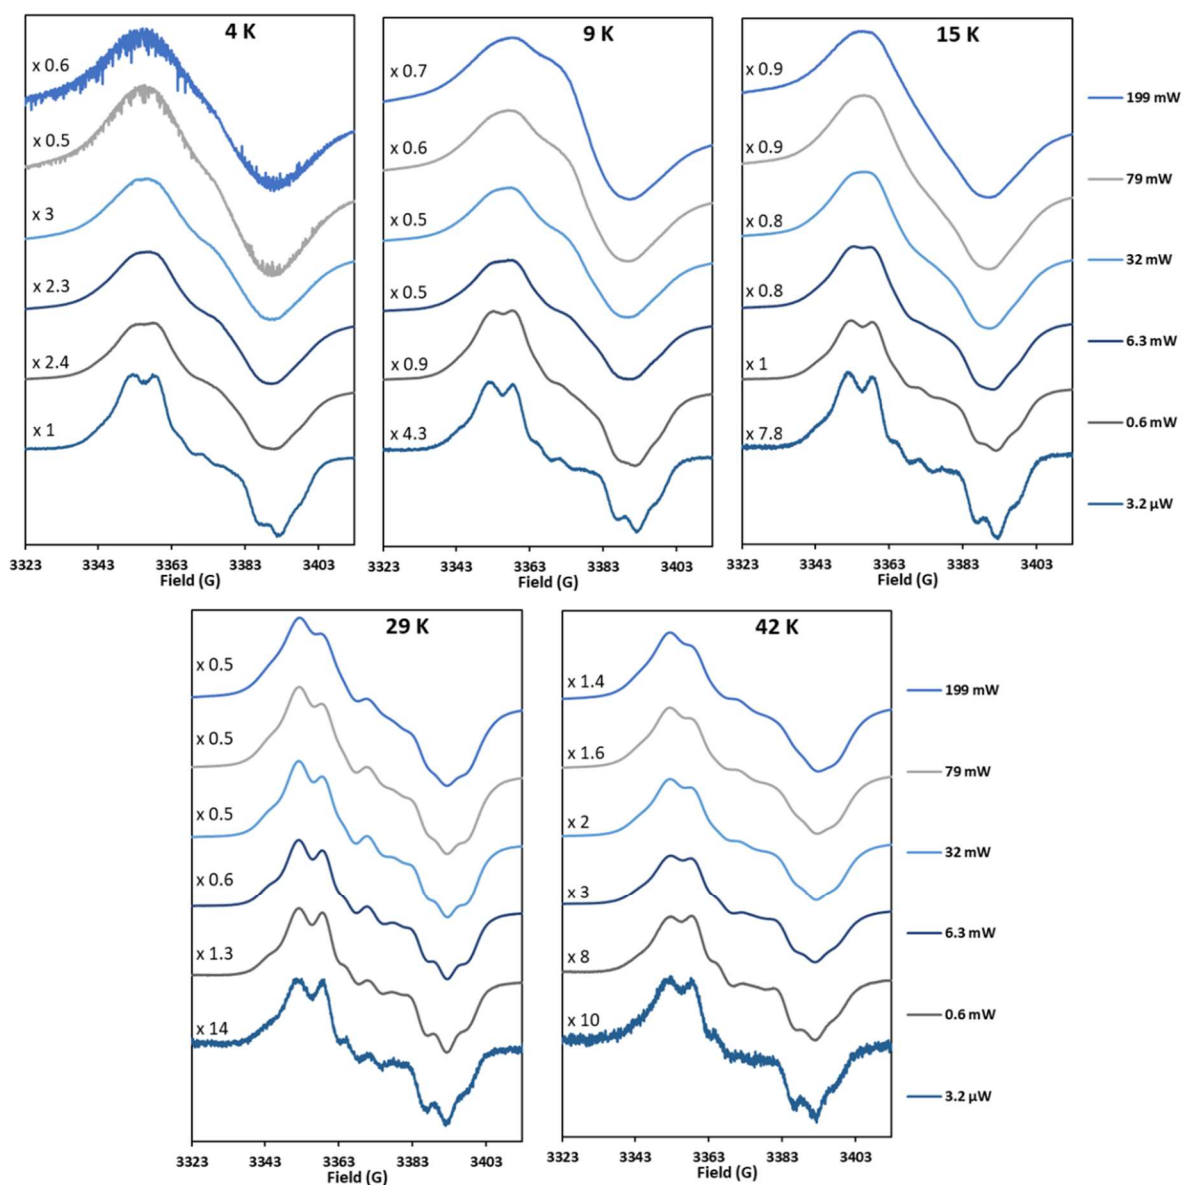 4 K
9 K
15 K
x 0.6
x 0.5
x 3
x 2.3
x 2.4
x 1
x 0.7
x 0.6
x 0.5
x 0.5
x 0.9
x 4.3
x 0.9
x 0.9
x 0.8
x 0.8
x 1
x 7.8
199 mW
79 mW
32 mW
6.3 mW
0.6 mW
3.2 µW
3323 3343 3363 3383 3403
3323 3343 3363 3383 3403
3323 3343 3363 3383 3403
Field (G)
Field (G)
Field (G)
29 K
42 K
x 0.5
x 0.5
x 0.5
x 0.6
x 1.3
x 14
x 1.4
x 1.6
x 2
x 3
x 8
x 10
199 mW
79 mW
32 mW
6.3 mW
0.6 mW
3.2 µW
3323 3343 3363 3383 3403
3323 3343 3363 3383 3403
Field (G)
Field (G)